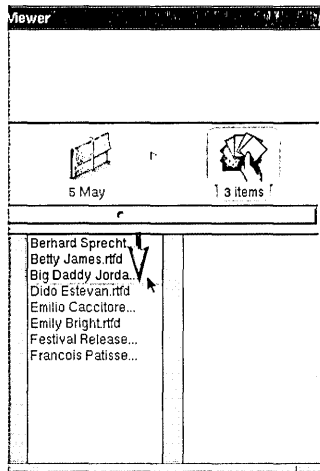 Viewer
5 May
3 items
Berhard Sprecht
Betty James.rtfd
Big Daddy Jorda...
Dido Estevan.rtfd
Emilio Caccitore...
Emily Bright.rtfd
Festival Release...
Francois Patisse...